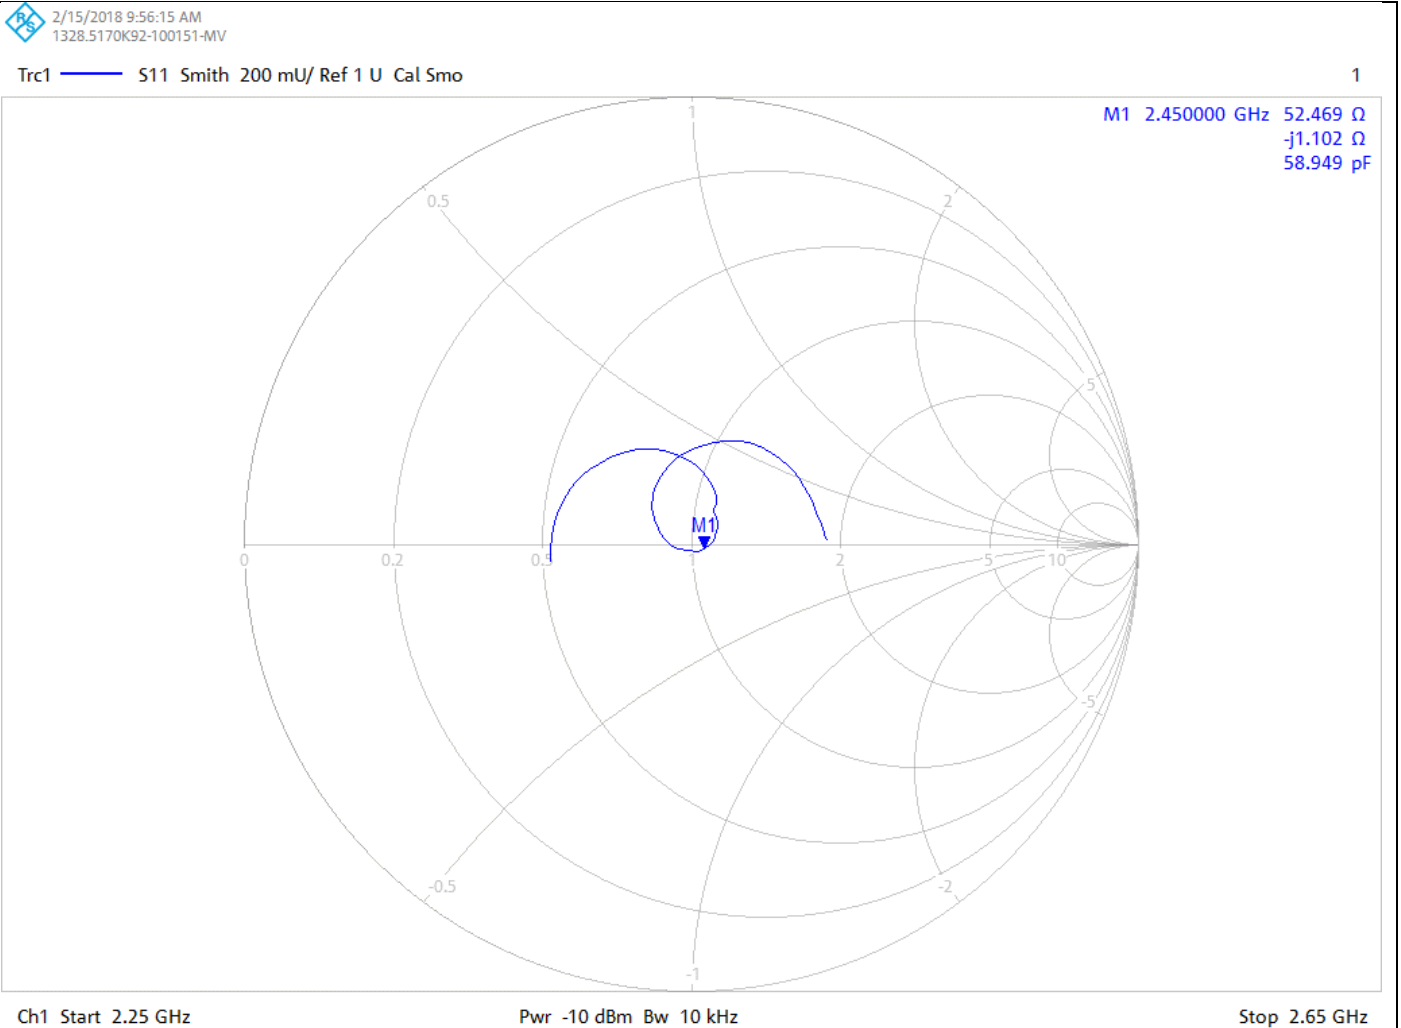 R&S
2/15/2018 9:56:15 AM
1328.5170K92-100151-MV
Trc1 S11 Smith 200 mU/ Ref 1 U Cal Smo 1
M1 2.450000 GHz 52.469 Ω
-j1.102 Ω
58.949 pF
1
0.5 2
5
M1
0 0.2 0.5 1 2 5 10
-5
-0.5 -2
-1
Ch1 Start 2.25 GHz Pwr -10 dBm Bw 10 kHz Stop 2.65 GHz